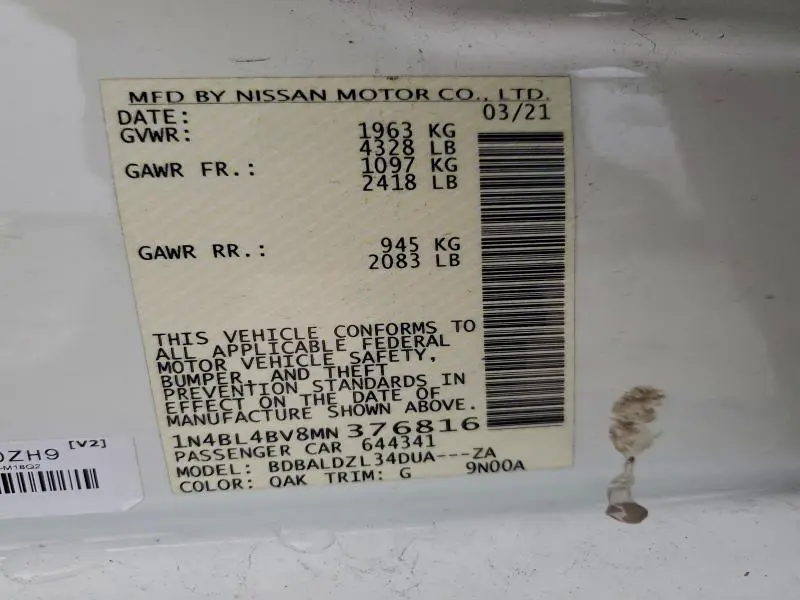 MFD BY NISSAN MOTOR CO., LTD.
DATE: 03/21
GVWR: 1963 KG
4328 LB
GAWR FR.: 1097 KG
2418 LB
GAWR RR.: 945 KG
2083 LB
THIS VEHICLE CONFORMS TO
ALL APPLICABLE FEDERAL
MOTOR VEHICLE SAFETY,
BUMPER, AND THEFT
PREVENTION STANDARDS IN
EFFECT ON THE DATE OF
MANUFACTURE SHOWN ABOVE.
1N4BL4BV8MN376816
PASSENGER CAR 644341
MODEL: BDBALDZL34DUA---ZA
COLOR: QAK TRIM: G 9N00A
ZH9 [V2]
-M18Q2